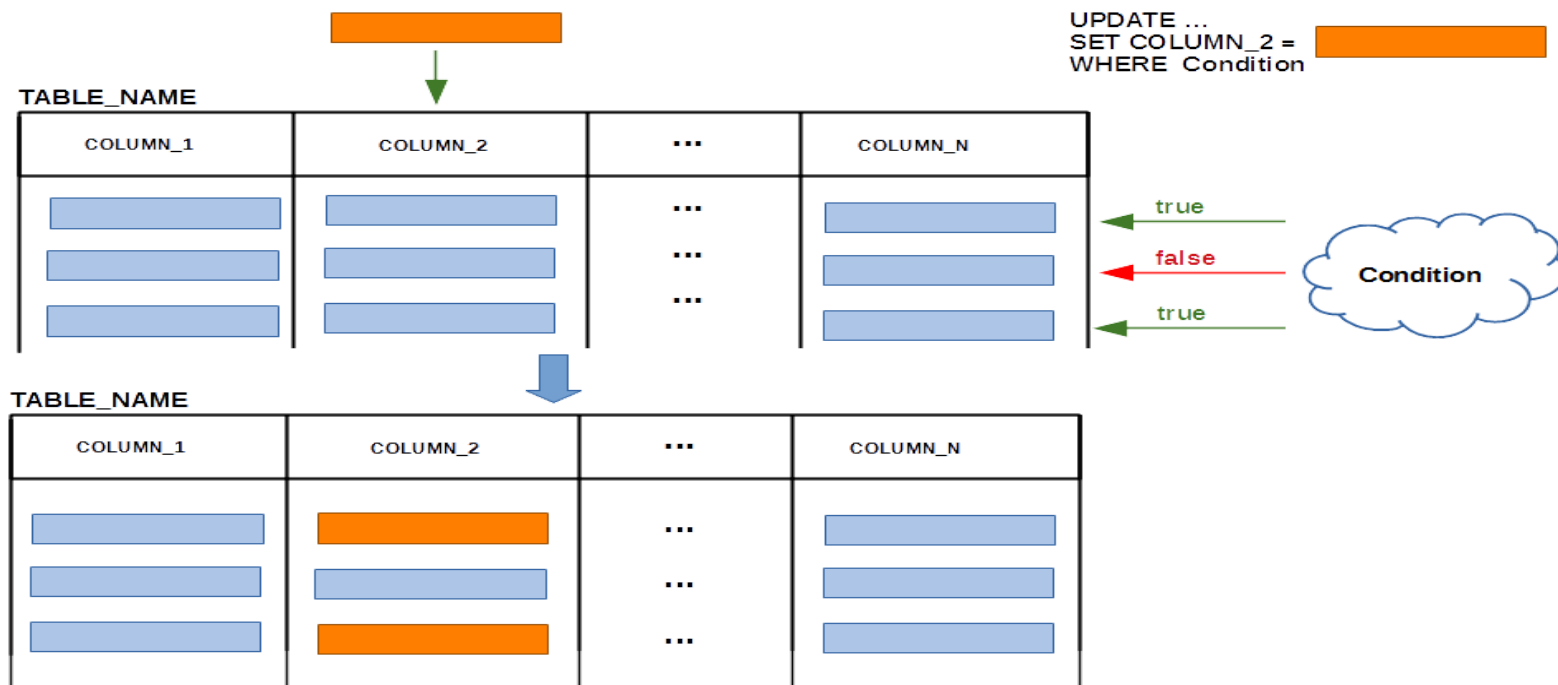 UPDATE ...
SET COLUMN_2 =
WHERE Condition
TABLE_NAME
COLUMN_1 COLUMN_2 ... COLUMN_N
... true
... false
Condition
... true
TABLE_NAME
COLUMN_1 COLUMN_2 ... COLUMN_N
...
...
...